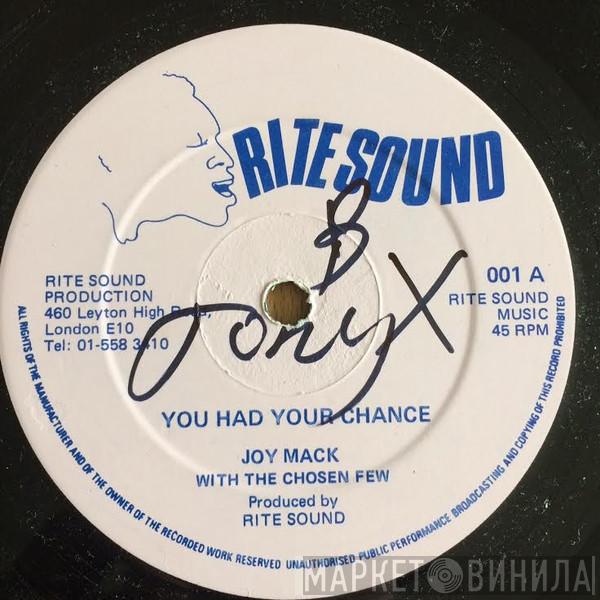 RITE SOUND
B
Tony X
RITE SOUND
PRODUCTION
460 Leyton High Road,
London E10
Tel: 01-558 3410
001 A
RITE SOUND
MUSIC
45 RPM
YOU HAD YOUR CHANCE
JOY MACK
WITH THE CHOSEN FEW
Produced by
RITE SOUND
ALL RIGHTS OF THE MANUFACTURER AND OF THE OWNER OF THE RECORDED WORK RESERVED UNAUTHORISED PUBLIC PERFORMANCE BROADCASTING AND COPYING OF THIS RECORD PROHIBITED
МАРКЕТ ВИНИЛА